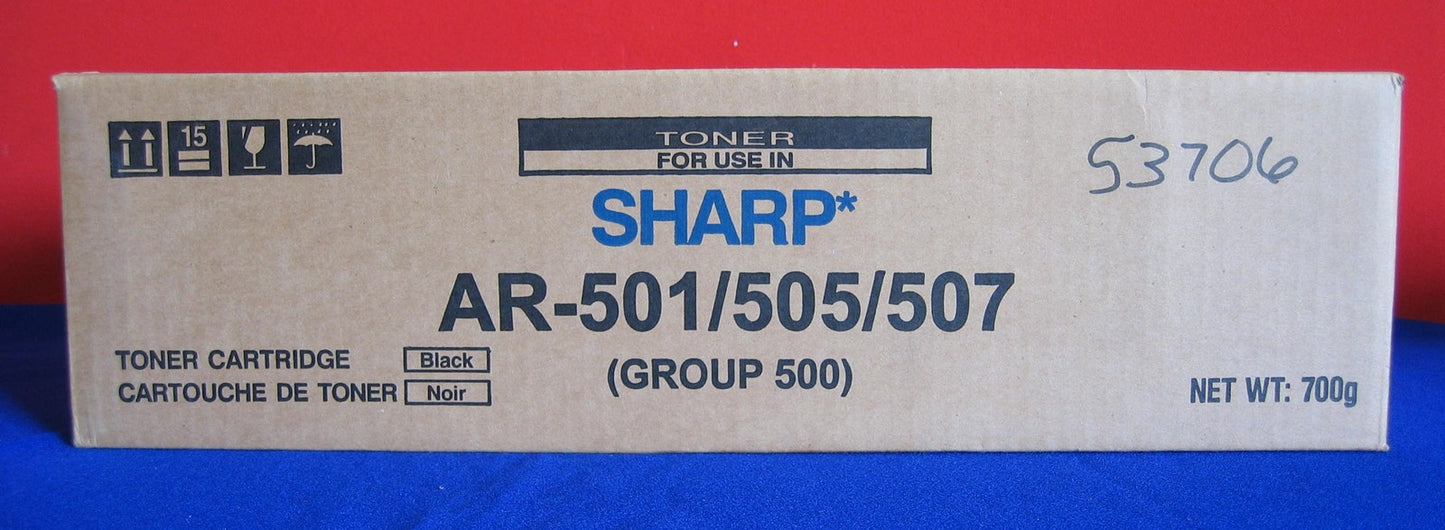 15
TONER
FOR USE IN
53706
SHARP*
AR-501/505/507
(GROUP 500)
TONER CARTRIDGE Black
CARTOUCHE DE TONER Noir
NET WT: 700g